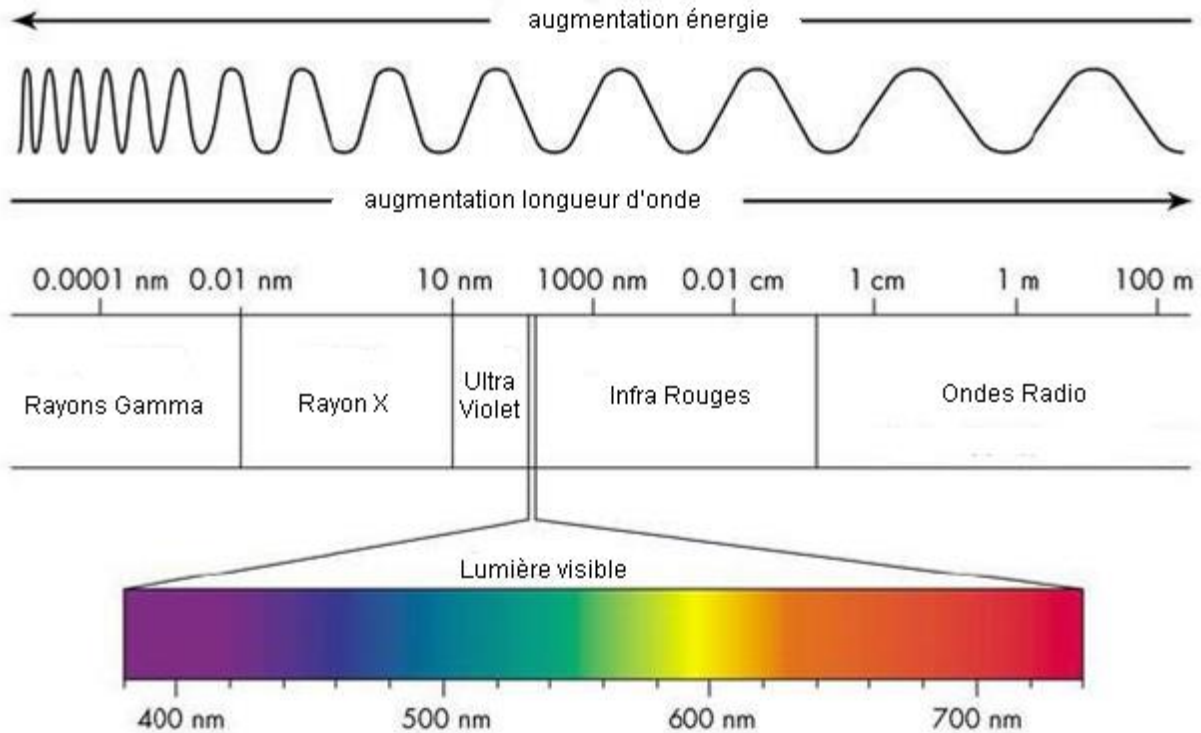 augmentation énergie
augmentation longueur d'onde
0.0001 nm 0.01 nm 10 nm 1000 nm 0.01 cm 1 cm 1 m 100 m
Rayons Gamma
Rayon X
Ultra
Violet
Infra Rouges
Ondes Radio
Lumière visible
400 nm 500 nm 600 nm 700 nm